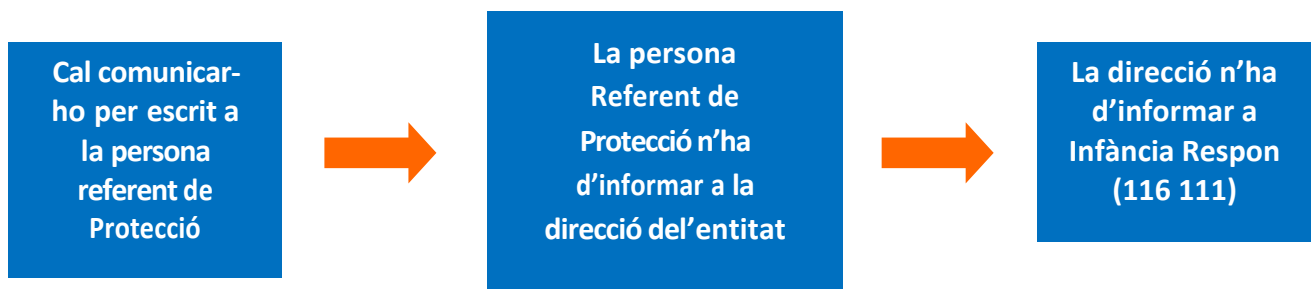 Cal comunicar-
ho per escrit a
la persona
referent de
Protecció
La persona
Referent de
Protecció n’ha
d’informar a la
direcció del’entitat
La direcció n’ha
d’informar a
Infància Respon
(116 111)